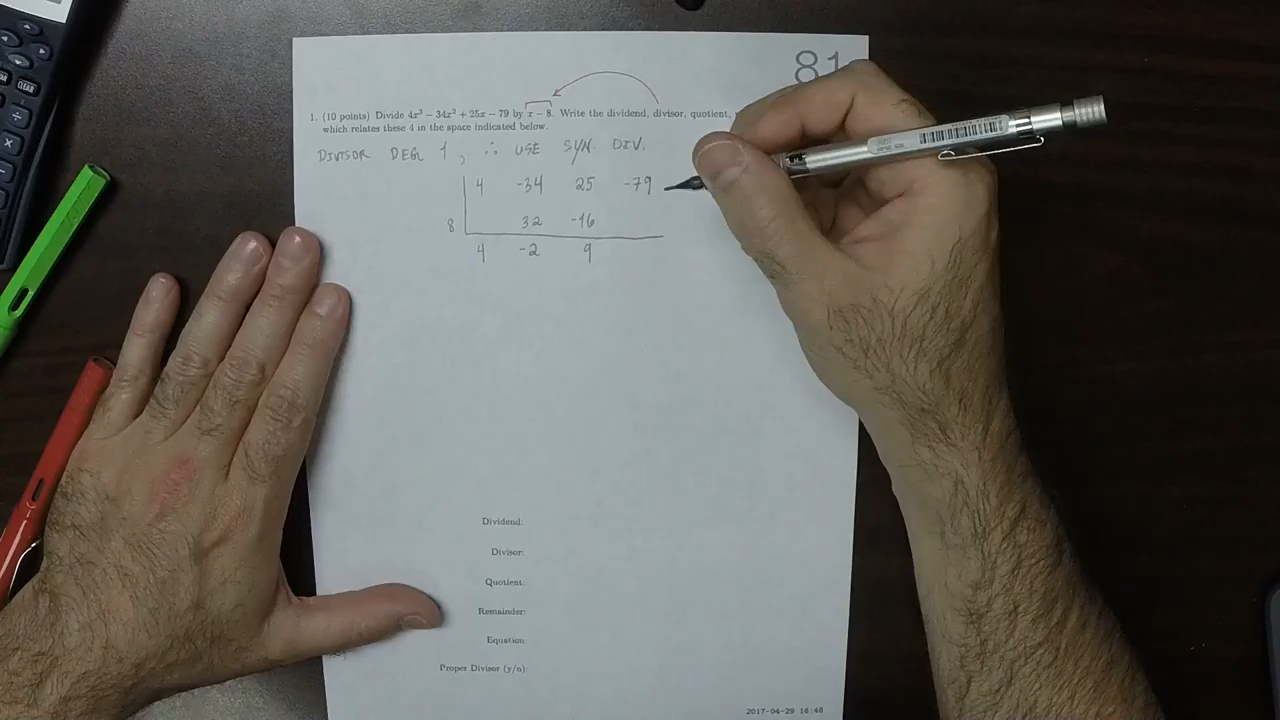 81
1. (10 points) Divide 4x³ − 34x² + 25x − 79 by x − 8. Write the dividend, divisor, quotient,
which relates these 4 in the space indicated below.
DIVISOR DEG 1, ∴ USE SYN. DIV.
4 -34 25 -79
8 32 -16
4 -2 9
Dividend:
Divisor:
Quotient:
Remainder:
Equation:
Proper Divisor (y/n):
2017-04-29 16:46